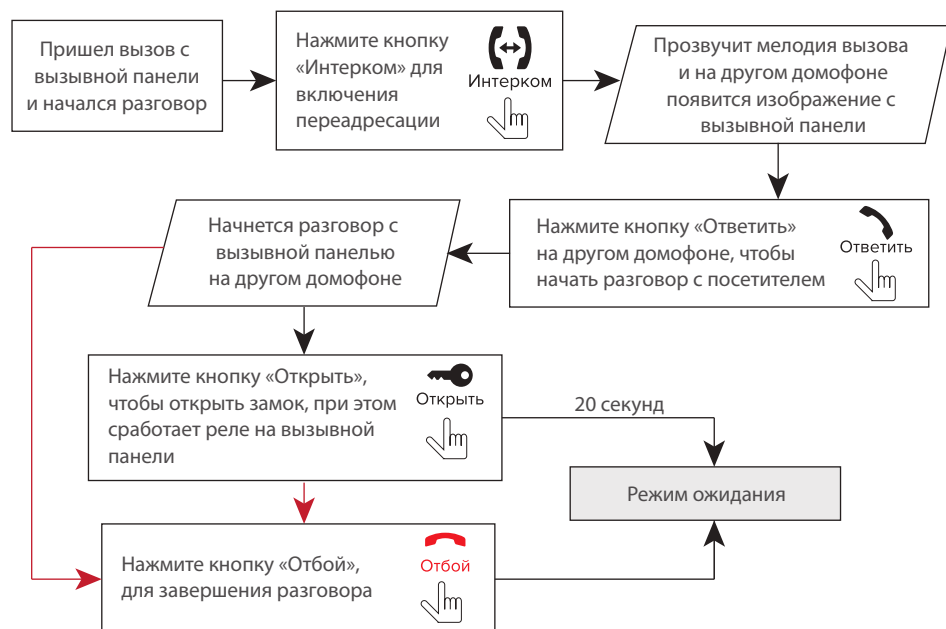 Пришел вызов с
вызывной панели
и начался разговор
Нажмите кнопку
«Интерком» для
включения
переадресации
Интерком
Прозвучит мелодия вызова
и на другом домофоне
появится изображение с
вызывной панели
Нажмите кнопку «Ответить»
на другом домофоне, чтобы
начать разговор с посетителем
Ответить
Начнется разговор с
вызывной панелью
на другом домофоне
Нажмите кнопку «Открыть»,
чтобы открыть замок, при этом
сработает реле на вызывной
панели
Открыть
20 секунд
Режим ожидания
Нажмите кнопку «Отбой»,
для завершения разговора
Отбой